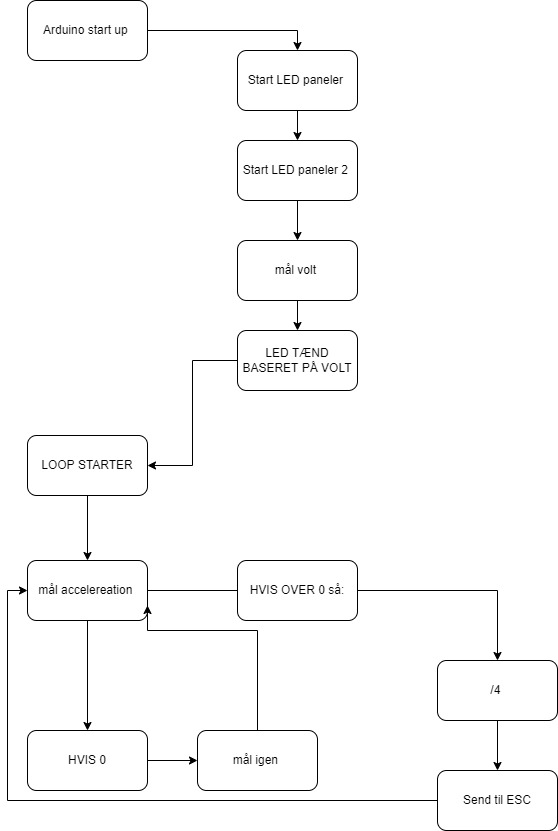 Arduino start up
Start LED paneler
Start LED paneler 2
mål volt
LED TÆND
BASERET PÅ VOLT
LOOP STARTER
mål accelereation
HVIS OVER 0 så:
/4
HVIS 0
mål igen
Send til ESC